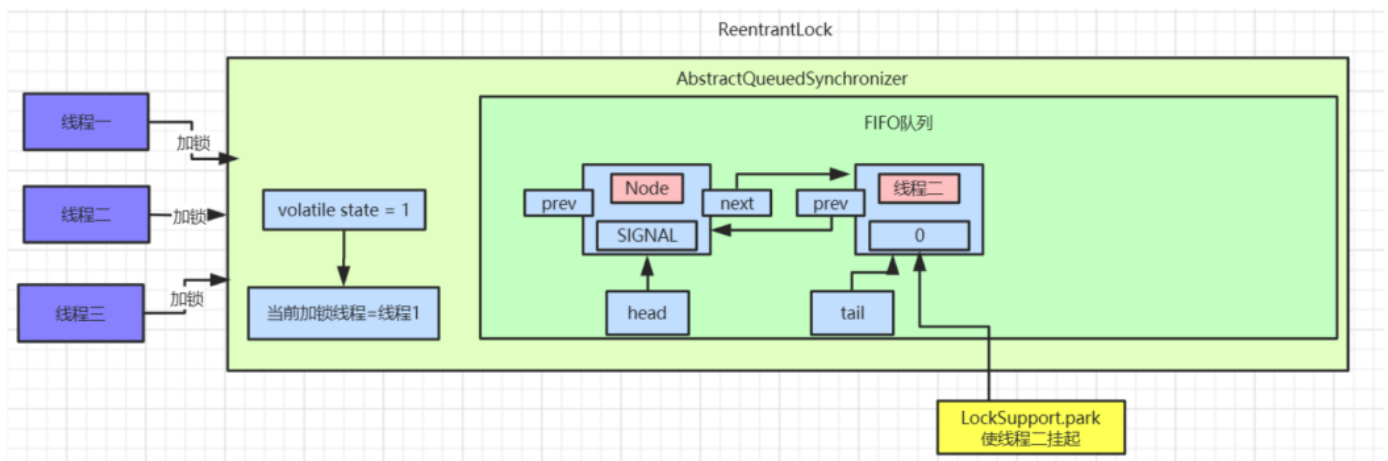 ReentrantLock
AbstractQueuedSynchronizer
FIFO队列
线程一
加锁
线程二
加锁
线程三
加锁
volatile state = 1
当前加锁线程=线程1
Node
prev
next
SIGNAL
head
线程二
prev
0
tail
LockSupport.park
使线程二挂起